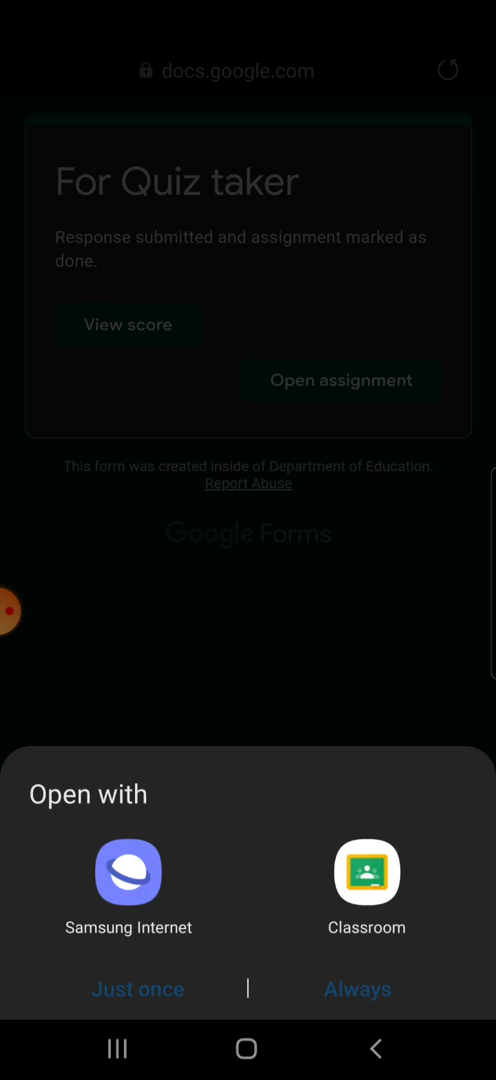 docs.google.com
For Quiz taker
Response submitted and assignment marked as
done.
View score
Open assignment
This form was created inside of Department of Education.
Report Abuse
Google Forms
Open with
Samsung Internet
Classroom
Just once | Always